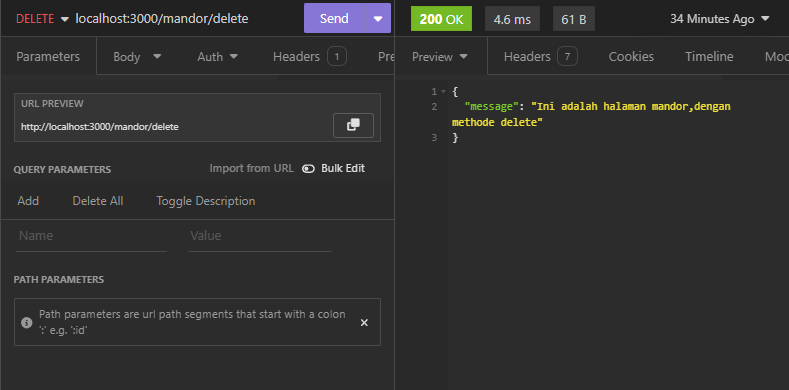 DELETE localhost:3000/mandor/delete Send
200 OK 4.6 ms 61 B 34 Minutes Ago
Parameters Body Auth Headers 1 Pre
Preview Headers 7 Cookies Timeline Moc
URL PREVIEW
http://localhost:3000/mandor/delete
QUERY PARAMETERS Import from URL Bulk Edit
Add Delete All Toggle Description
Name Value
PATH PARAMETERS
Path parameters are url path segments that start with a colon
':' e.g. ':id'
1 {
2 "message": "Ini adalah halaman mandor,dengan
methode delete"
3 }